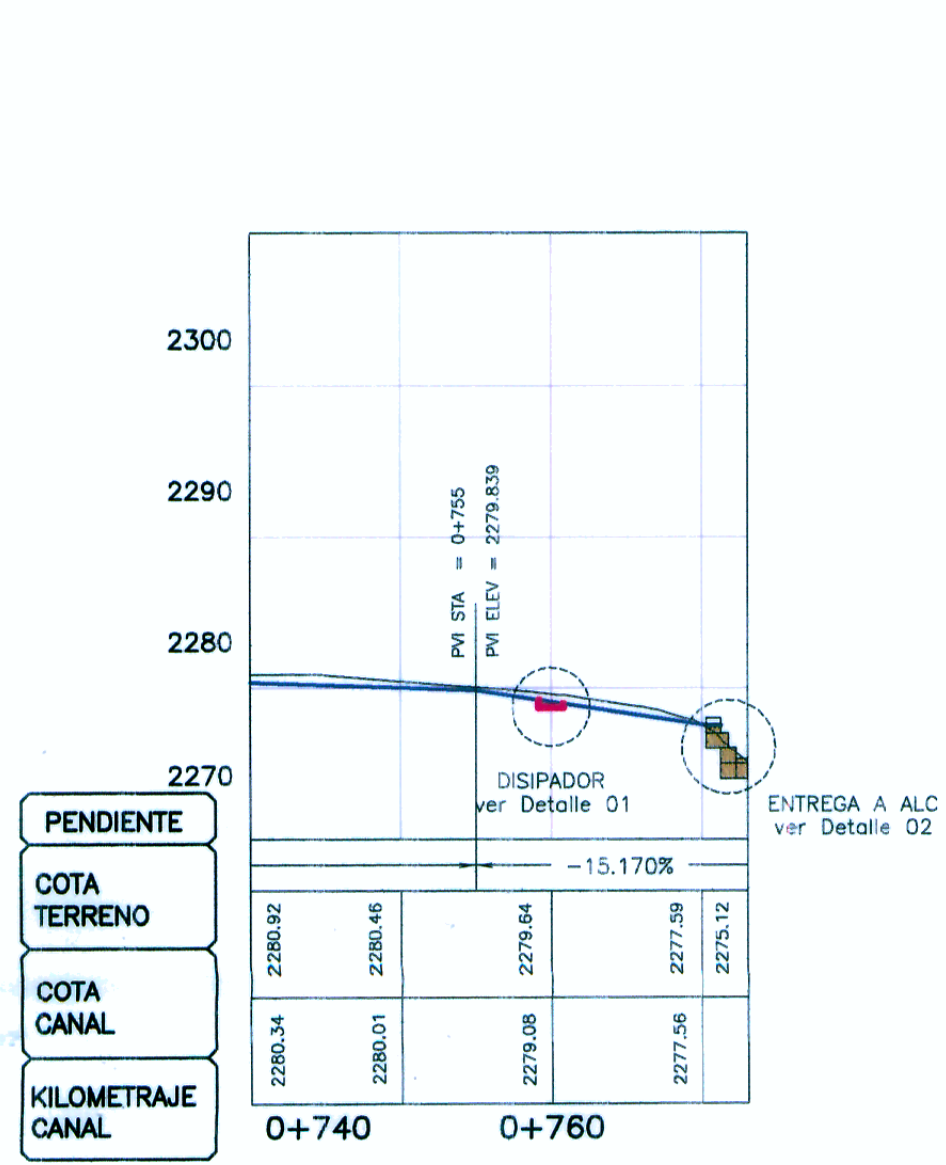 2300
2290
2280
2270
PVI STA = 0+755
PVI ELEV = 2279.839
DISIPADOR
ver Detalle 01
ENTREGA A ALC
ver Detalle 02
PENDIENTE
-15.170%
COTA
TERRENO
2280.92
2280.46
2279.64
2277.59
2275.12
COTA
CANAL
2280.34
2280.01
2279.08
2277.56
KILOMETRAJE
CANAL
0+740
0+760